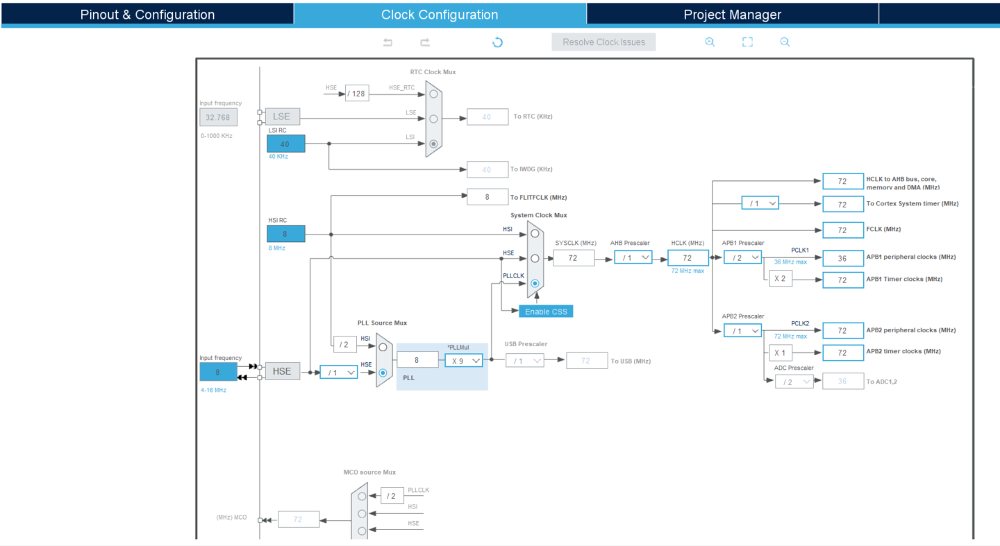 Pinout & Configuration
Clock Configuration
Project Manager
Resolve Clock Issues
RTC Clock Mux
HSE
/ 128
HSE_RTC
Input frequency
32.768
0-1000 KHz
LSE
LSE
40
To RTC (KHz)
LSI RC
40
40 KHz
LSI
40
To IWDG (KHz)
8
To FLITFCLK (MHz)
HSI RC
8
8 MHz
System Clock Mux
HSI
HSE
PLLCLK
Enable CSS
SYSCLK (MHz)
72
AHB Prescaler
/ 1
HCLK (MHz)
72
72 MHz max
72
HCLK to AHB bus, core,
memory and DMA (MHz)
/ 1
72
To Cortex System timer (MHz)
72
FCLK (MHz)
APB1 Prescaler
/ 2
PCLK1
36 MHz max
36
APB1 peripheral clocks (MHz)
X 2
72
APB1 Timer clocks (MHz)
APB2 Prescaler
/ 1
PCLK2
72 MHz max
72
APB2 peripheral clocks (MHz)
X 1
72
APB2 timer clocks (MHz)
ADC Prescaler
/ 2
36
To ADC1,2
PLL Source Mux
/ 2
HSI
Input frequency
8
4-16 MHz
HSE
/ 1
HSE
8
*PLLMul
X 9
PLL
USB Prescaler
/ 1
72
To USB (MHz)
MCO source Mux
/ 2
PLLCLK
HSI
HSE
(MHz) MCO
72